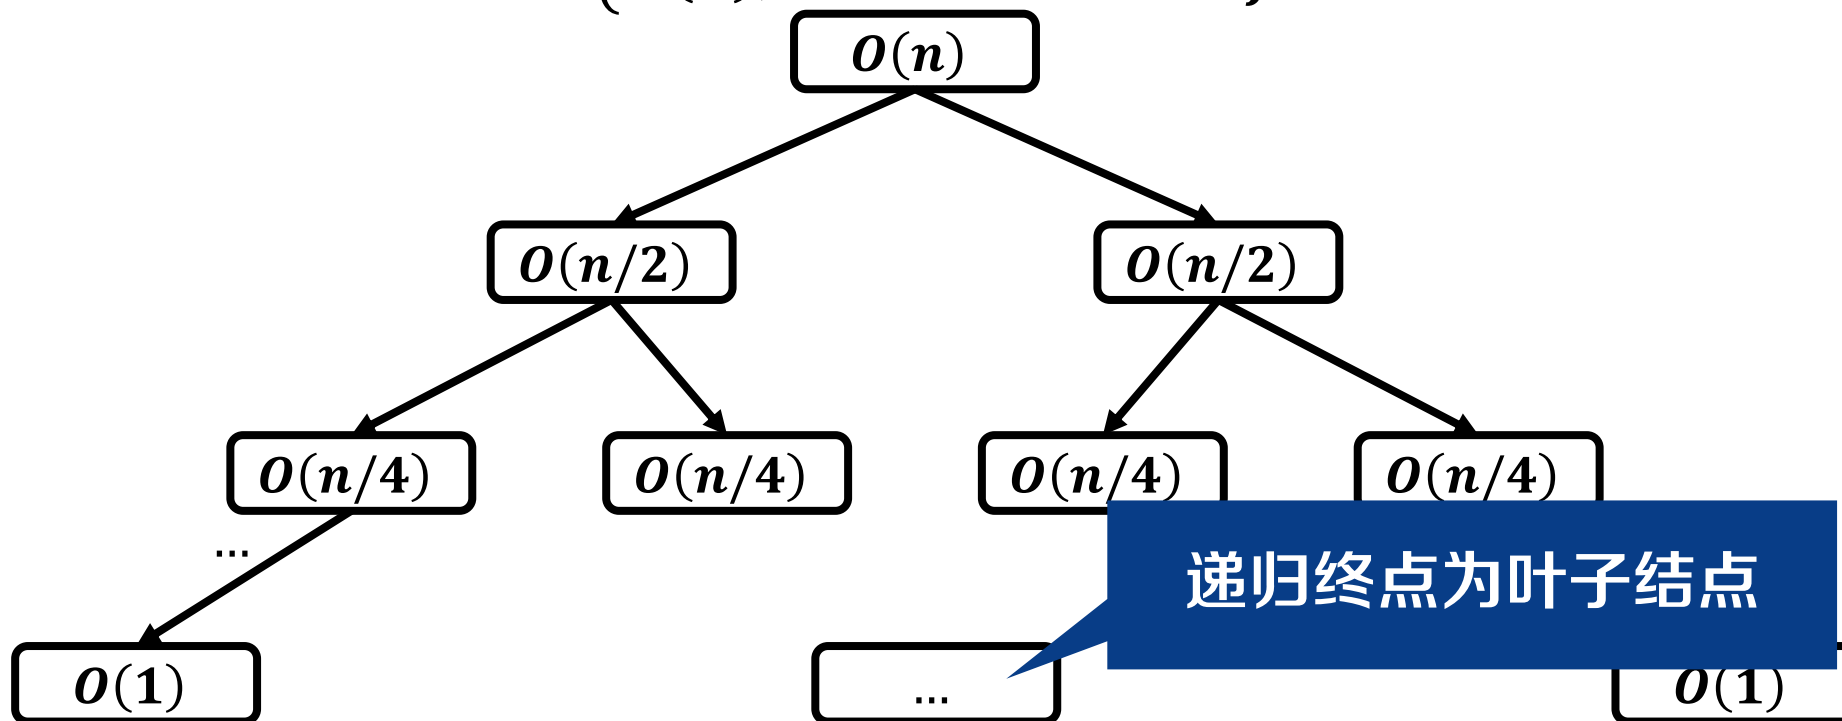 O(n)
O(n/2) O(n/2)
O(n/4) O(n/4) O(n/4) O(n/4)
...
递归终点为叶子结点
O(1) ... O(1)